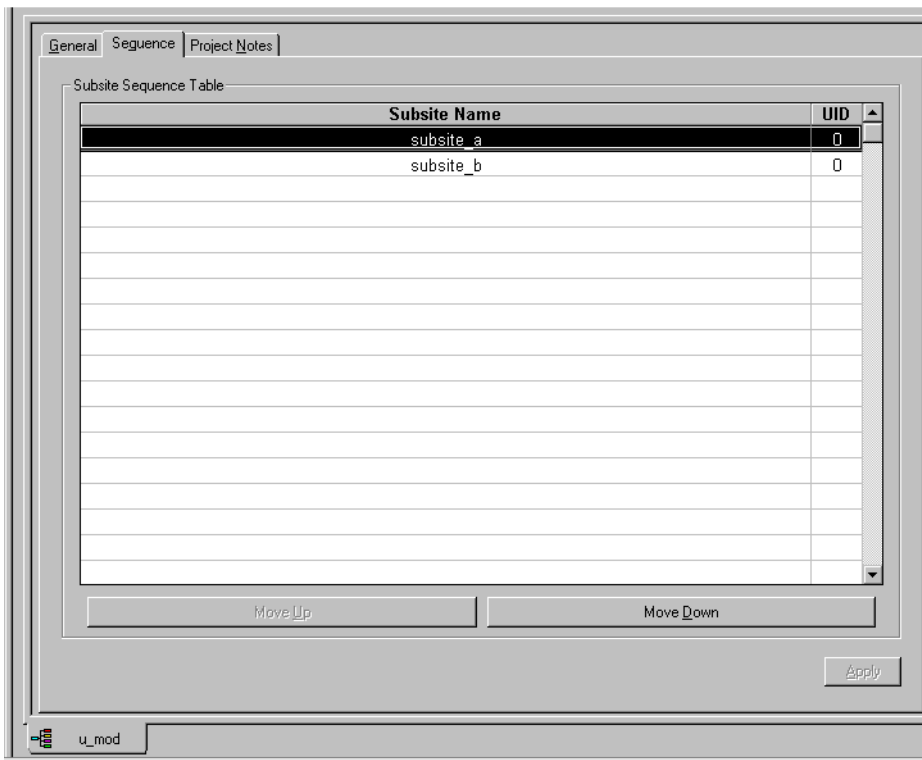 General Seguence Project Notes
Subsite Sequence Table
Subsite Name UID
subsite_a 0
subsite_b 0
Move Up Move Down
Apply
u_mod